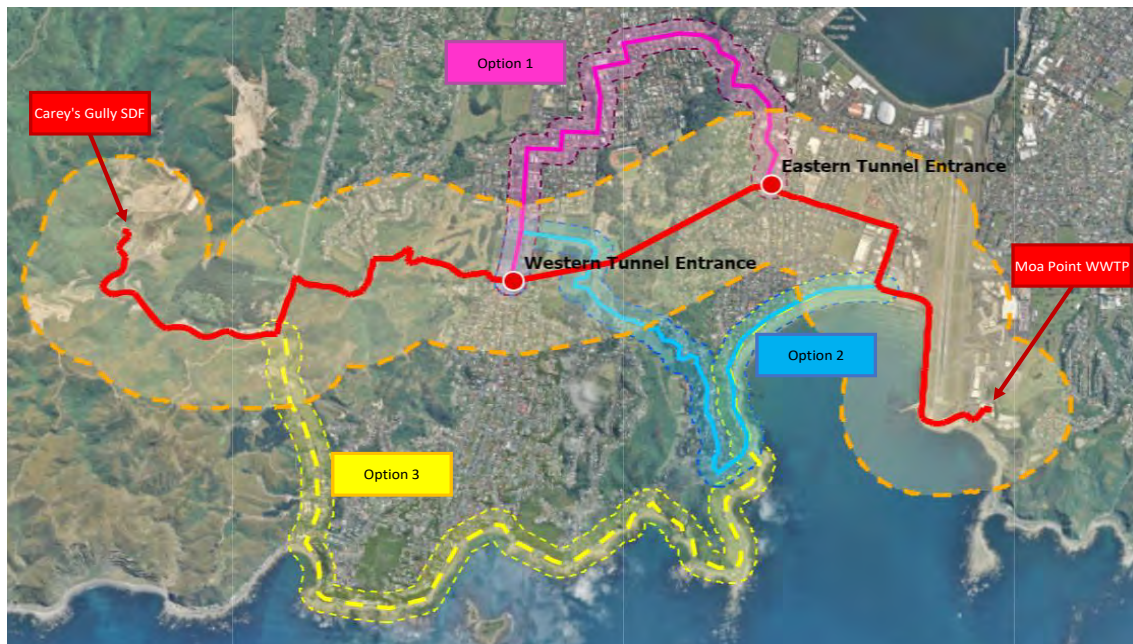 Option 1
Carey's Gully SDF
Eastern Tunnel Entrance
Western Tunnel Entrance
Moa Point WWTP
Option 2
Option 3